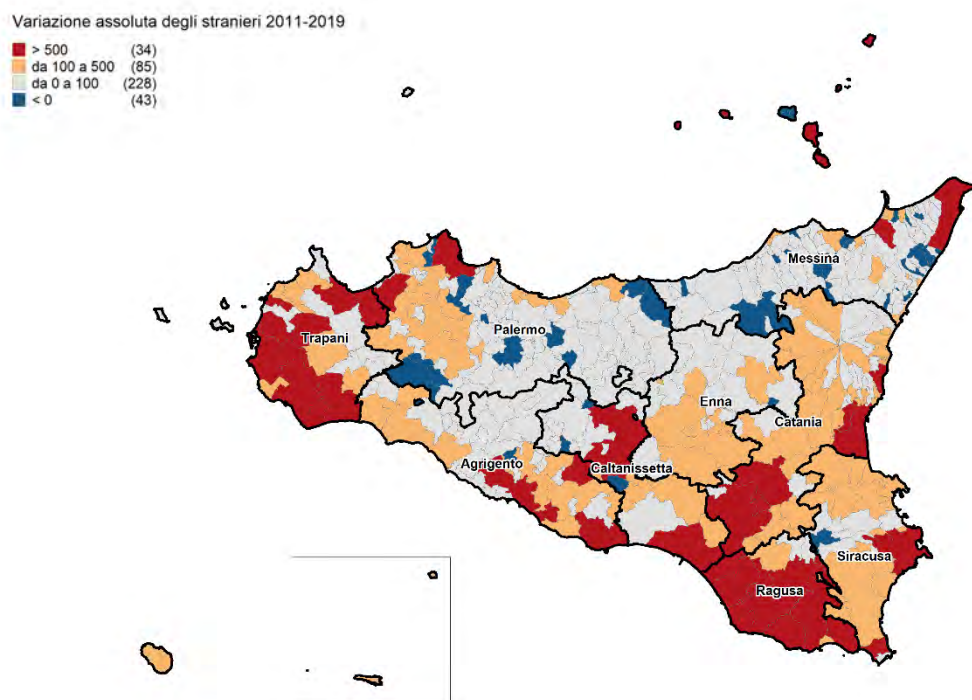 Variazione assoluta degli stranieri 2011-2019
> 500 (34)
da 100 a 500 (85)
da 0 a 100 (228)
< 0 (43)
Messina
Palermo
Trapani
Enna
Catania
Agrigento
Caltanissetta
Siracusa
Ragusa